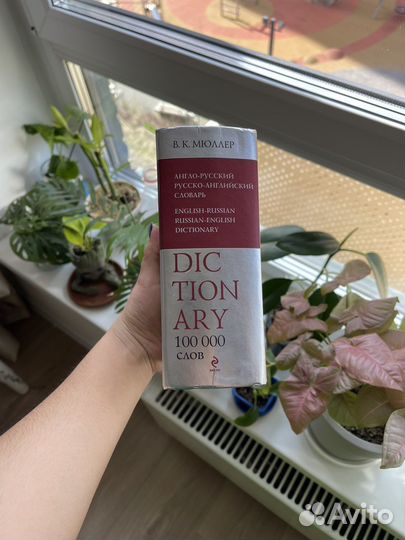 В. К. МЮЛЛЕР
АНГЛО-РУССКИЙ
РУССКО-АНГЛИЙСКИЙ
СЛОВАРЬ
ENGLISH-RUSSIAN
RUSSIAN-ENGLISH
DICTIONARY
DIC
TION
ARY
100 000
СЛОВ
Avito